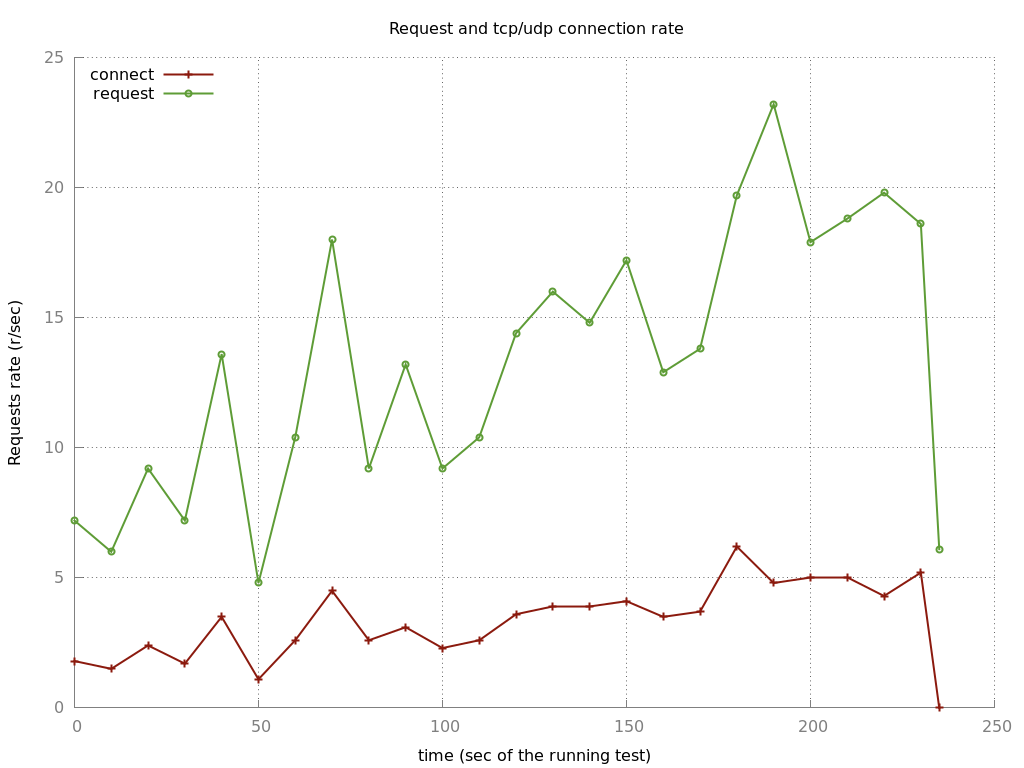 Request and tcp/udp connection rate
25
connect
request
20
15
10
5
0
Requests rate (r/sec)
0 50 100 150 200 250
time (sec of the running test)